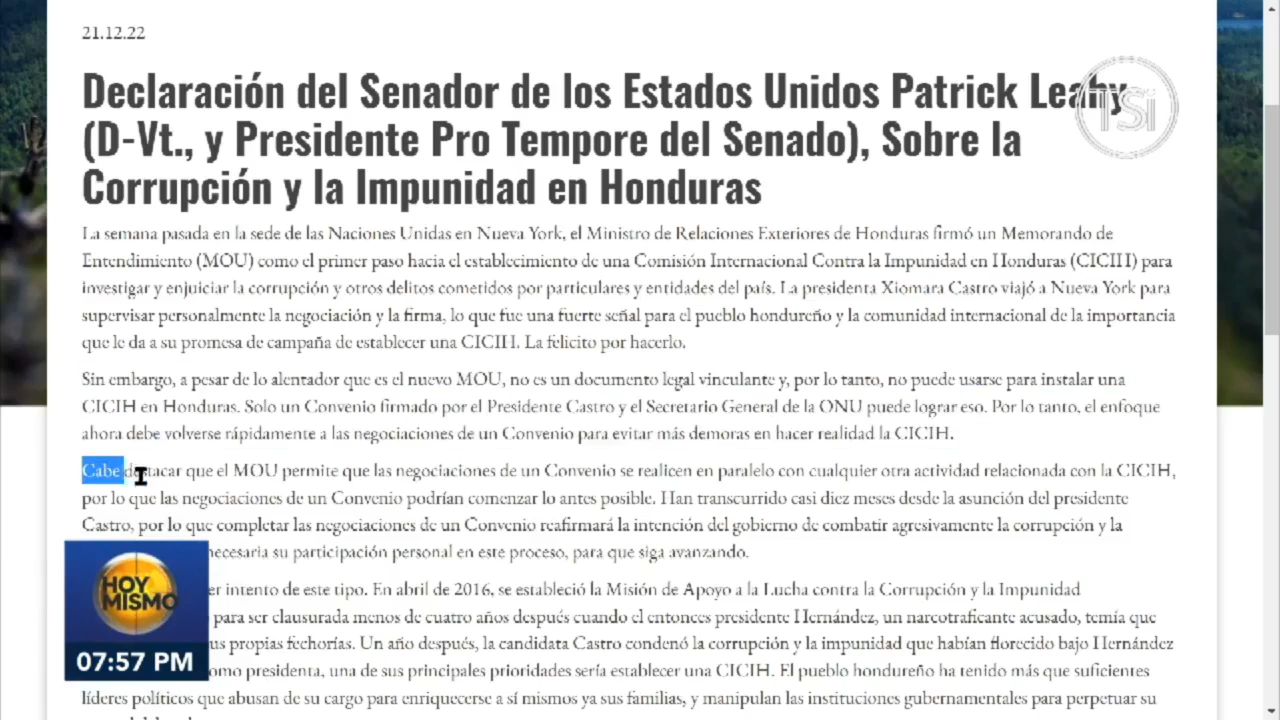 21.12.22
Declaración del Senador de los Estados Unidos Patrick Leahy
(D-Vt., y Presidente Pro Tempore del Senado), Sobre la
Corrupción y la Impunidad en Honduras
TSi
La semana pasada en la sede de las Naciones Unidas en Nueva York, el Ministro de Relaciones Exteriores de Honduras firmó un Memorando de
Entendimiento (MOU) como el primer paso hacia el establecimiento de una Comisión Internacional Contra la Impunidad en Honduras (CICIH) para
investigar y enjuiciar la corrupción y otros delitos cometidos por particulares y entidades del país. La presidenta Xiomara Castro viajó a Nueva York para
supervisar personalmente la negociación y la firma, lo que fue una fuerte señal para el pueblo hondureño y la comunidad internacional de la importancia
que le da a su promesa de campaña de establecer una CICIH. La felicito por hacerlo.
Sin embargo, a pesar de lo alentador que es el nuevo MOU, no es un documento legal vinculante y, por lo tanto, no puede usarse para instalar una
CICIH en Honduras. Solo un Convenio firmado por el Presidente Castro y el Secretario General de la ONU puede lograr eso. Por lo tanto, el enfoque
ahora debe volverse rápidamente a las negociaciones de un Convenio para evitar más demoras en hacer realidad la CICIH.
Cabe destacar que el MOU permite que las negociaciones de un Convenio se realicen en paralelo con cualquier otra actividad relacionada con la CICIH,
por lo que las negociaciones de un Convenio podrían comenzar lo antes posible. Han transcurrido casi diez meses desde la asunción del presidente
Castro, por lo que completar las negociaciones de un Convenio reafirmará la intención del gobierno de combatir agresivamente la corrupción y la
necesaria su participación personal en este proceso, para que siga avanzando.
er intento de este tipo. En abril de 2016, se estableció la Misión de Apoyo a la Lucha contra la Corrupción y la Impunidad
para ser clausurada menos de cuatro años después cuando el entonces presidente Hernández, un narcotraficante acusado, temía que
us propias fechorías. Un año después, la candidata Castro condenó la corrupción y la impunidad que habían florecido bajo Hernández
omo presidenta, una de sus principales prioridades sería establecer una CICIH. El pueblo hondureño ha tenido más que suficientes
líderes políticos que abusan de su cargo para enriquecerse a sí mismos ya sus familias, y manipulan las instituciones gubernamentales para perpetuar su
HOY
MISMO
07:57 PM